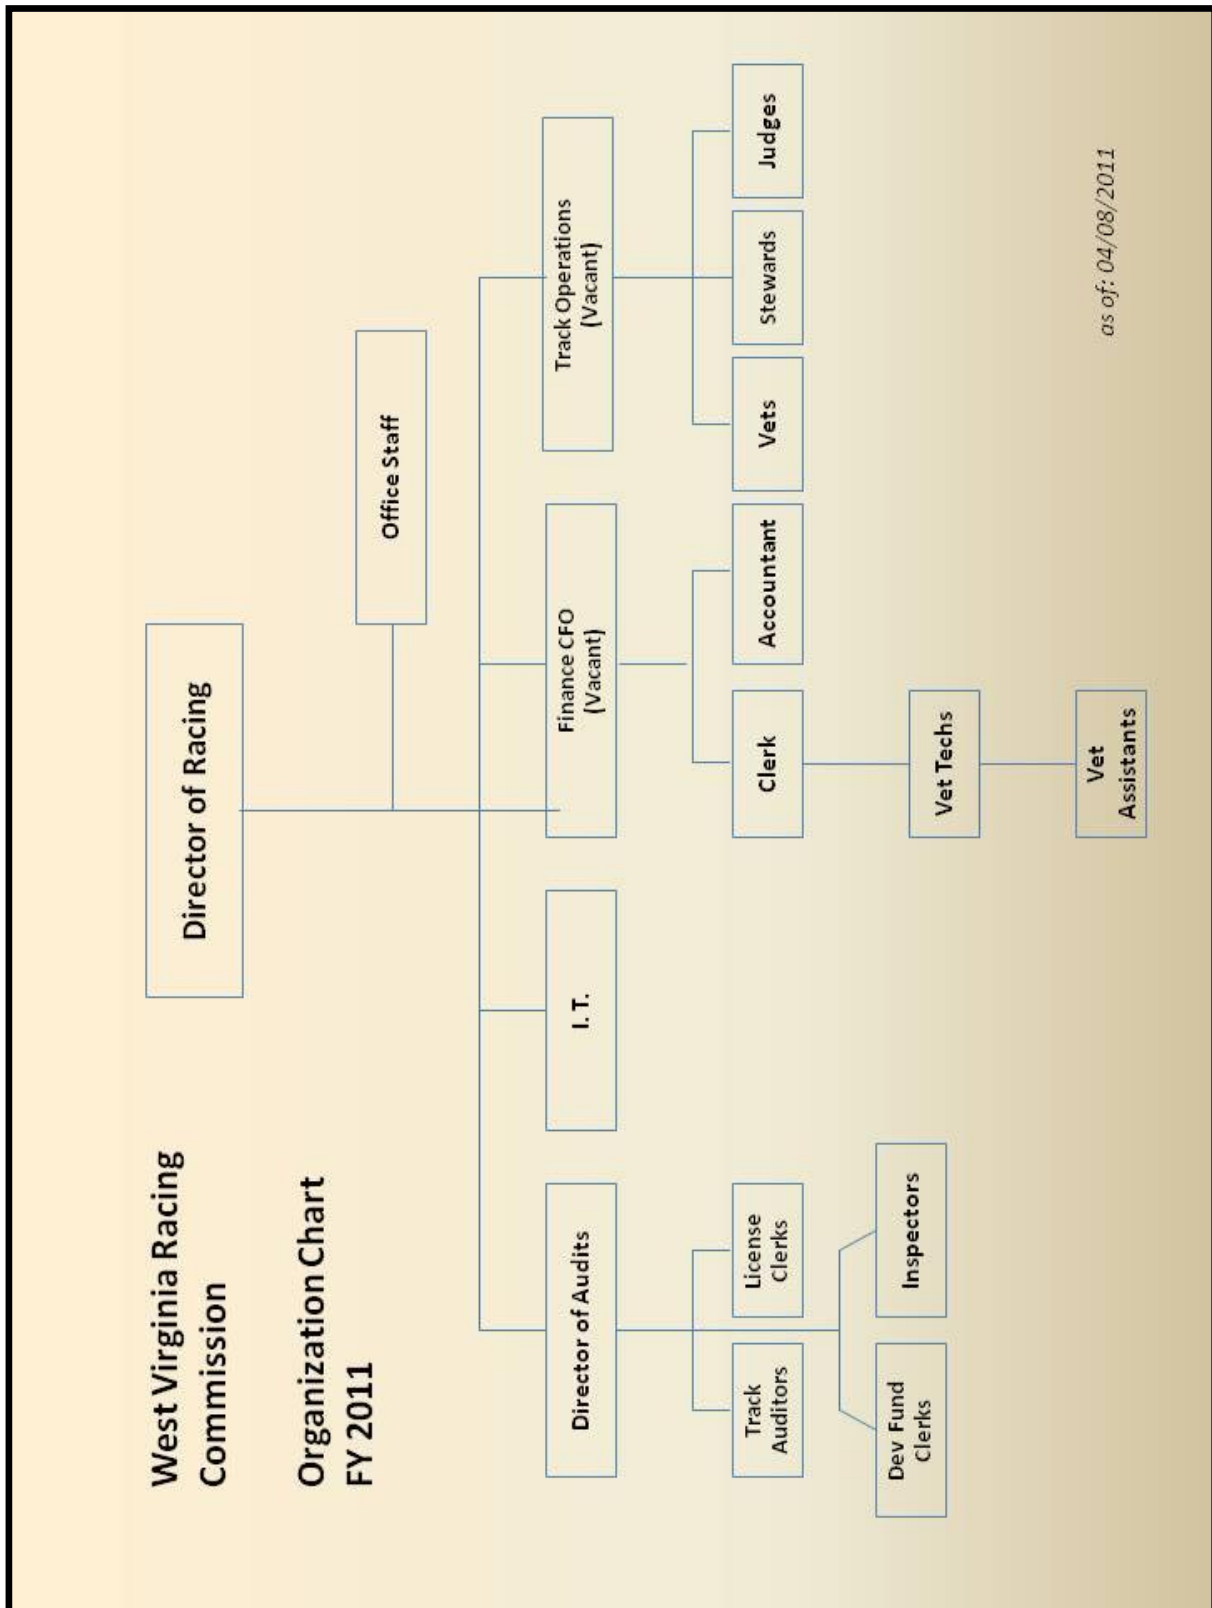 West Virginia Racing
Commission
Organization Chart
FY 2011
Director of Racing
Office Staff
Director of Audits
I. T.
Finance CFO
(Vacant)
Track Operations
(Vacant)
Track
Auditors
License
Clerks
Clerk
Accountant
Vets
Stewards
Judges
Dev Fund
Clerks
Inspectors
Vet Techs
Vet
Assistants
as of: 04/08/2011